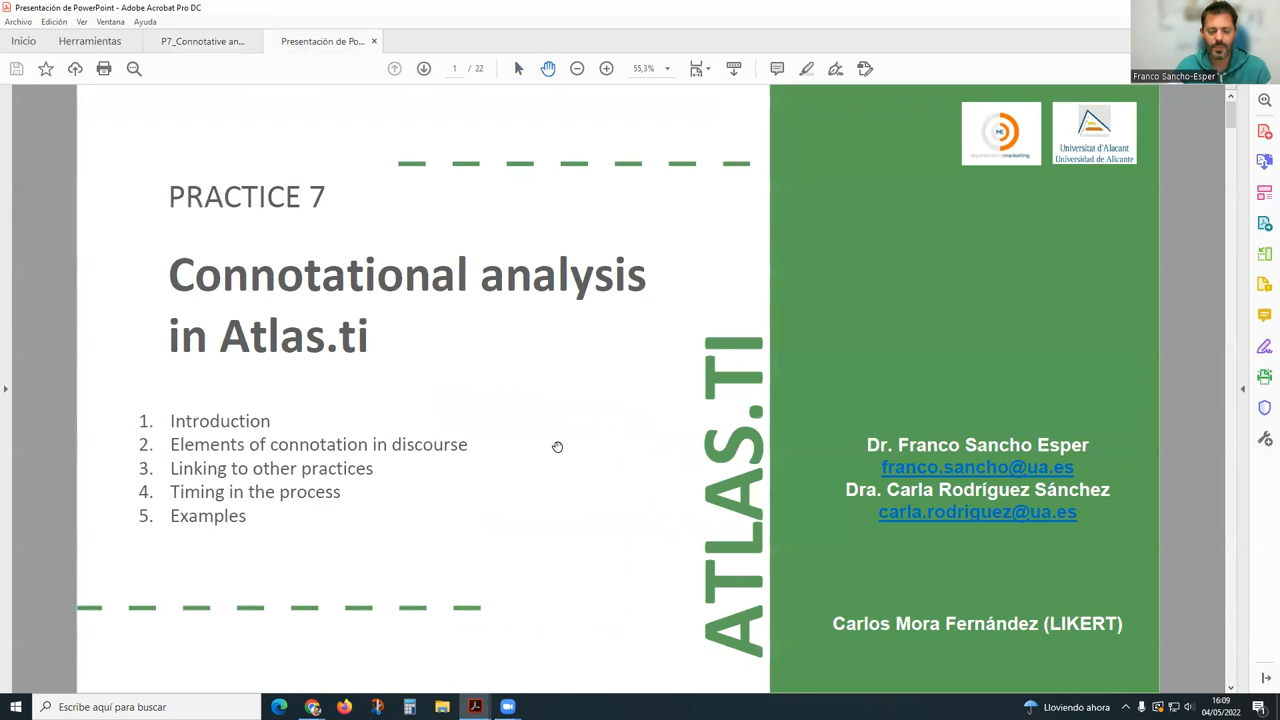 Presentación de PowerPoint - Adobe Acrobat Pro DC
Archivo Edición Ver Ventana Ayuda
Inicio Herramientas P7_Connotative an... Presentación de Po... ×
1 / 22 55,3%
Franco Sancho-Esper
MK
departamentomarketing
Universitat d'Alacant
Universidad de Alicante
PRACTICE 7
Connotational analysis
in Atlas.ti
1. Introduction
2. Elements of connotation in discourse
3. Linking to other practices
4. Timing in the process
5. Examples
ATLAS.TI
Dr. Franco Sancho Esper
franco.sancho@ua.es
Dra. Carla Rodríguez Sánchez
carla.rodriguez@ua.es
Carlos Mora Fernández (LIKERT)
Escribe aquí para buscar
Lloviendo ahora
16:09
04/05/2022
1